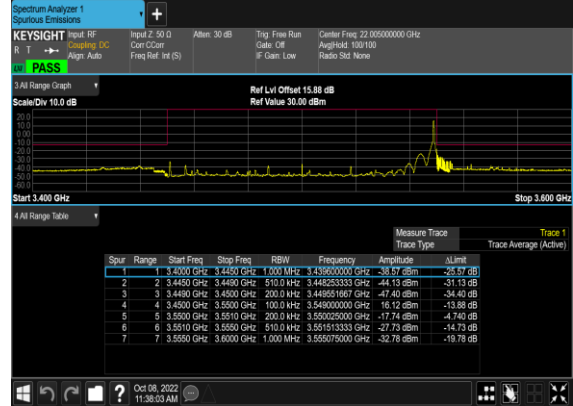 Spectrum Analyzer 1
Spurious Emissions
KEYSIGHT Input: RF Input Z: 50 Ω Atten: 30 dB Trig: Free Run Center Freq: 22.005000000 GHz
R T Coupling: DC Corr CCorr Gate: Off Avg|Hold: 100/100
Align: Auto Freq Ref: Int (S) IF Gain: Low Radio Std: None
PASS
3 All Range Graph
Ref Lvl Offset 15.88 dB
Scale/Div 10.0 dB Ref Value 30.00 dBm
20.0
10.0
0.00
-10.0
-20.0
-30.0
-40.0
-50.0
-60.0
Start 3.400 GHz Stop 3.600 GHz
4 All Range Table
Measure Trace Trace 1
Trace Type Trace Average (Active)
Spur Range Start Freq Stop Freq RBW Frequency Amplitude ΔLimit
1 1 3.4000 GHz 3.4450 GHz 1.000 MHz 3.439600000 GHz -38.57 dBm -25.57 dB
2 2 3.4450 GHz 3.4490 GHz 510.0 kHz 3.448253333 GHz -44.13 dBm -31.13 dB
3 3 3.4490 GHz 3.4500 GHz 200.0 kHz 3.449551667 GHz -47.40 dBm -34.40 dB
4 4 3.4500 GHz 3.5500 GHz 100.0 kHz 3.549000000 GHz 16.12 dBm -13.88 dB
5 5 3.5500 GHz 3.5510 GHz 200.0 kHz 3.550025000 GHz -17.74 dBm -4.740 dB
6 6 3.5510 GHz 3.5550 GHz 510.0 kHz 3.551513333 GHz -27.73 dBm -14.73 dB
7 7 3.5550 GHz 3.6000 GHz 1.000 MHz 3.555075000 GHz -32.78 dBm -19.78 dB
? Oct 08, 2022
11:38:03 AM